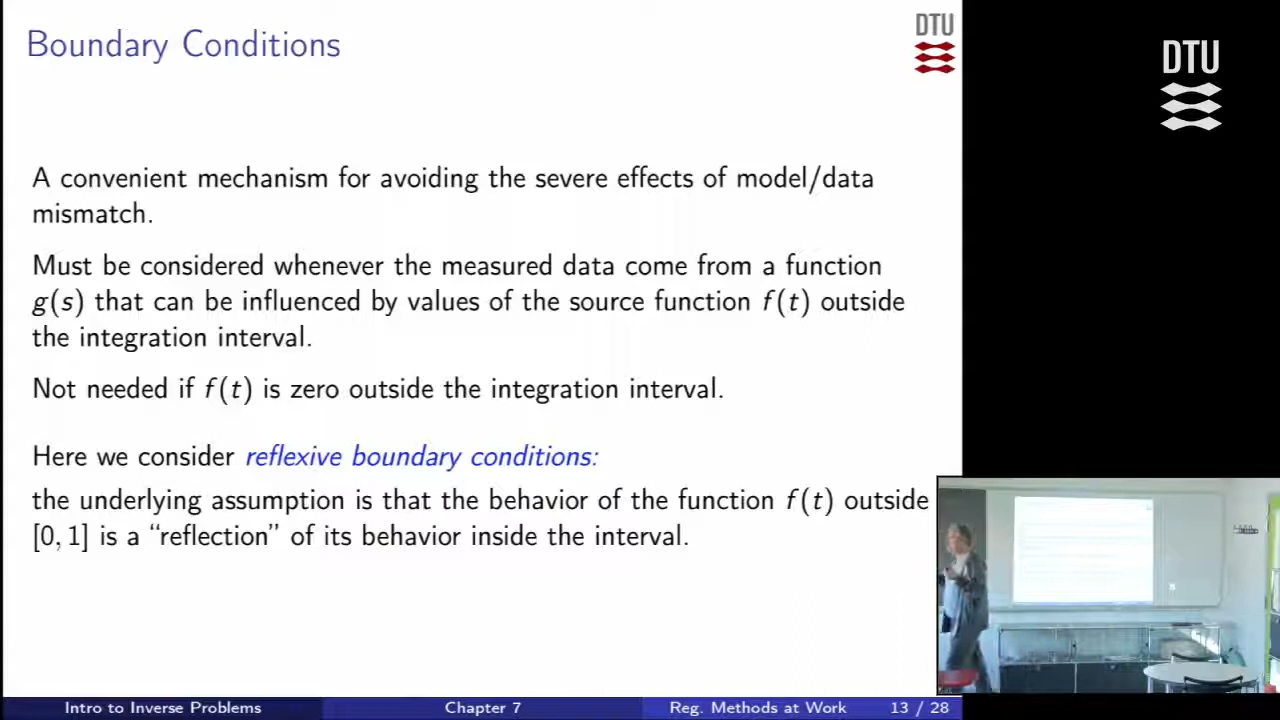 Boundary Conditions
DTU
DTU
A convenient mechanism for avoiding the severe effects of model/data
mismatch.
Must be considered whenever the measured data come from a function
g(s) that can be influenced by values of the source function f(t) outside
the integration interval.
Not needed if f(t) is zero outside the integration interval.
Here we consider reflexive boundary conditions:
the underlying assumption is that the behavior of the function f(t) outside
[0, 1] is a “reflection” of its behavior inside the interval.
Intro to Inverse Problems Chapter 7 Reg. Methods at Work 13 / 28